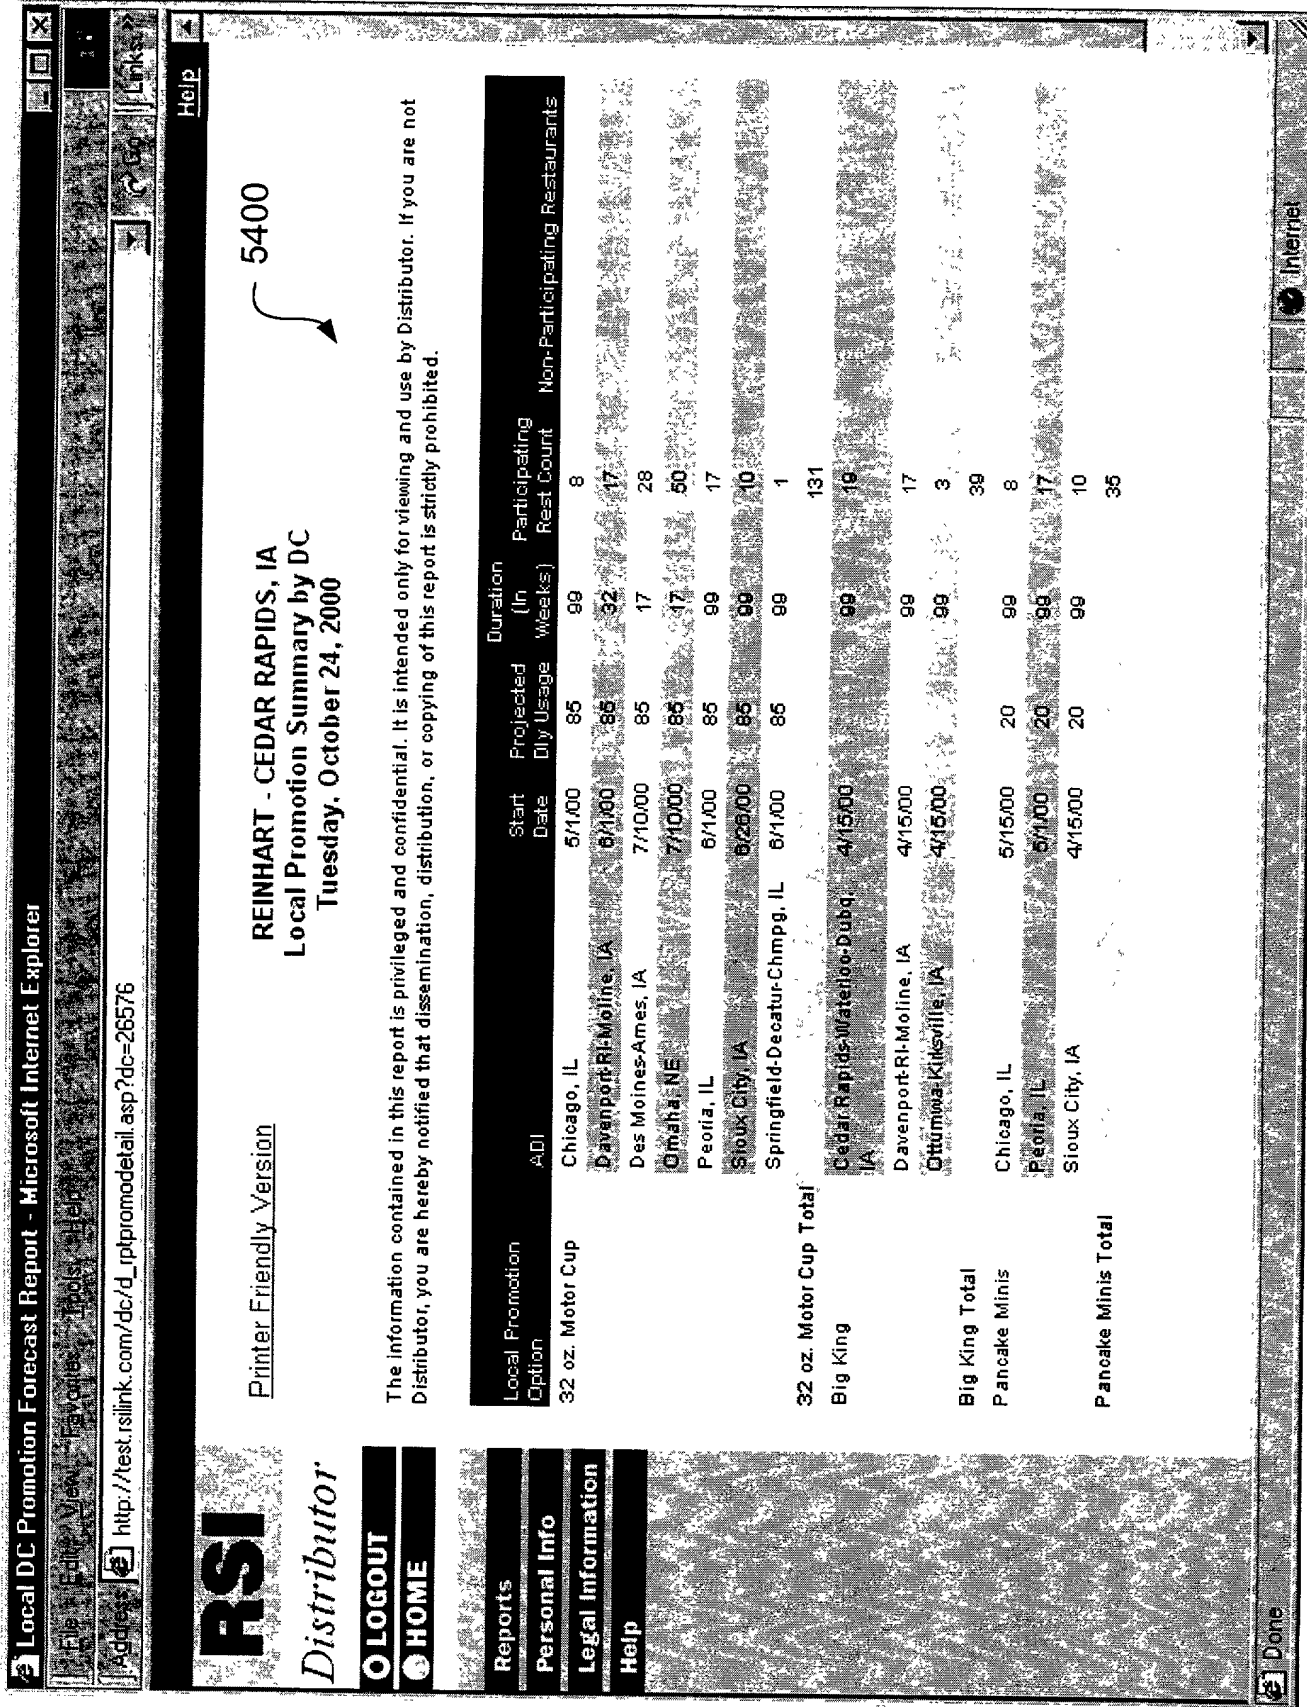 Local DC Promotion Forecast Report - Microsoft Internet Explorer
File Edit View Favorites Tools Help
Address http://test.rsilink.com/dc/d_rptpromodetail.asp?dc=26576 Go Links »
Help
RSI
Distributor
LOGOUT
HOME
Reports
Personal Info
Legal Information
Help
Printer Friendly Version
REINHART - CEDAR RAPIDS, IA
Local Promotion Summary by DC
Tuesday, October 24, 2000
5400
The information contained in this report is privileged and confidential. It is intended only for viewing and use by Distributor. If you are not
Distributor, you are hereby notified that dissemination, distribution, or copying of this report is strictly prohibited.
Duration
Local Promotion Start Projected (In Participating
Option ADI Date Dly Usage Weeks) Rest Count Non-Participating Restaurants
32 oz. Motor Cup Chicago, IL 5/1/00 85 99 8
Davenport-RI-Moline, IA 6/1/00 85 32 17
Des Moines-Ames, IA 7/10/00 85 17 28
Omaha, NE 7/10/00 85 17 50
Peoria, IL 6/1/00 85 99 17
Sioux City, IA 6/26/00 85 99 10
Springfield-Decatur-Chmpg, IL 6/1/00 85 99 1
32 oz. Motor Cup Total 131
Big King Cedar Rapids-Waterloo-Dubq, 4/15/00 99 19
IA
Davenport-RI-Moline, IA 4/15/00 99 17
Ottumwa-Kirksville, IA 4/15/00 99 3
Big King Total 39
Pancake Minis Chicago, IL 5/15/00 20 99 8
Peoria, IL 5/1/00 20 99 17
Sioux City, IA 4/15/00 20 99 10
Pancake Minis Total 35
Done Internet